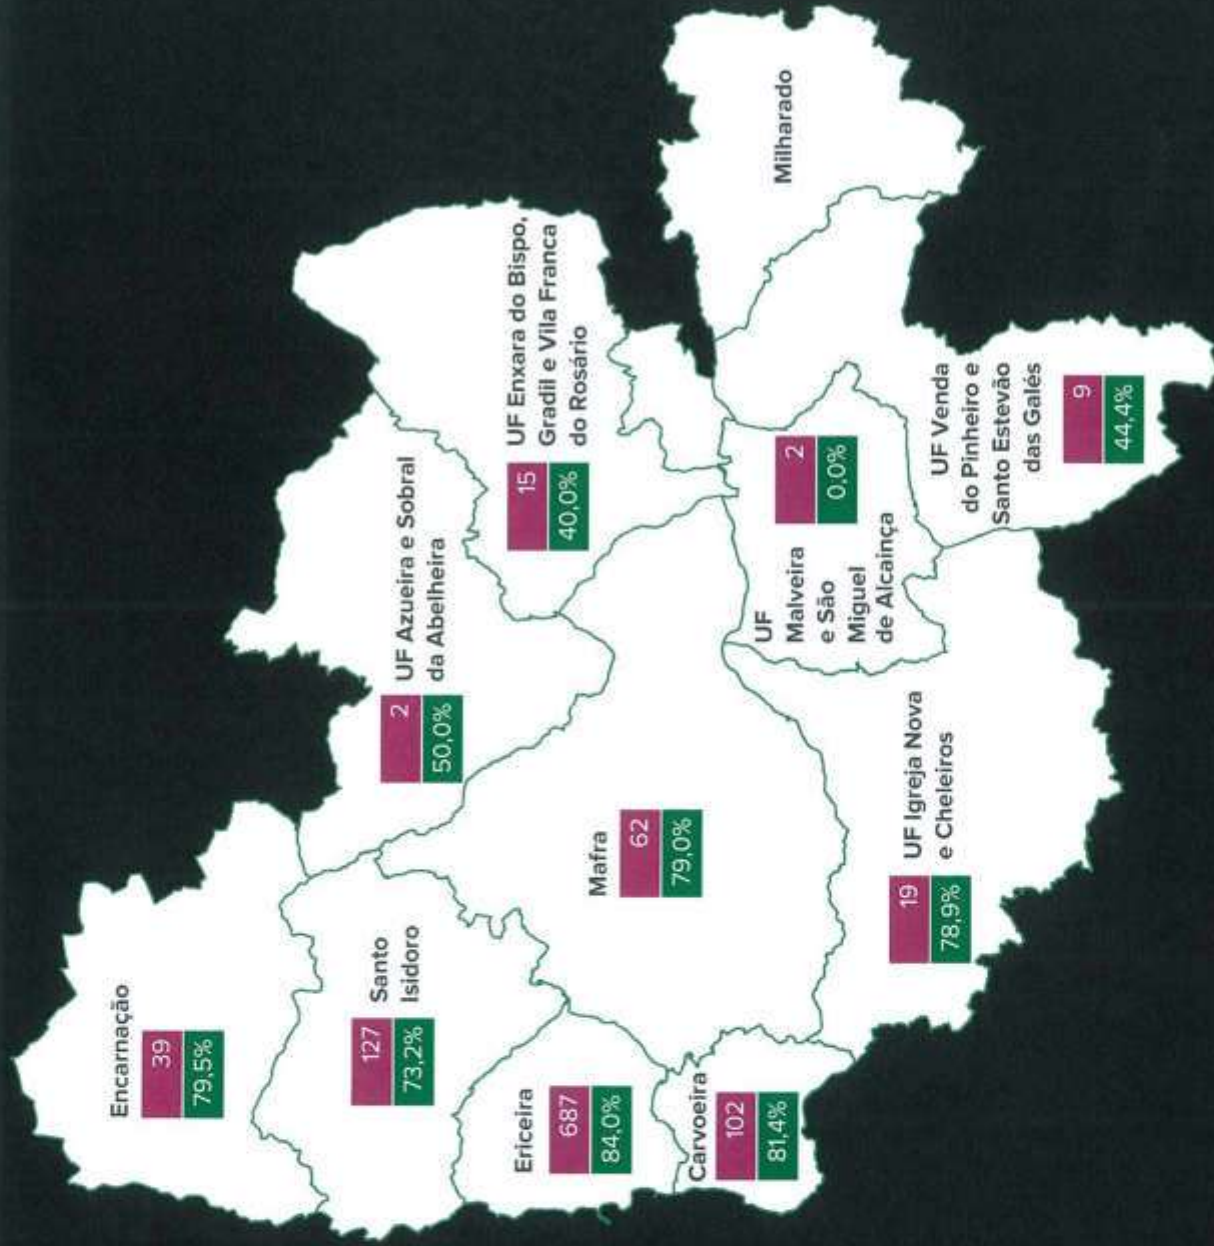 Encarnação
39
79,5%
Santo
Isidoro
127
73,2%
Ericeira
687
84,0%
Carvoeira
102
81,4%
UF Azueira e Sobral
da Abelheira
2
50,0%
Mafra
62
79,0%
UF Igreja Nova
e Cheleiros
19
78,9%
UF Enxara do Bispo,
Gradil e Vila Franca
do Rosário
15
40,0%
UF
Malveira
e São
Miguel
de Alcainça
2
0,0%
UF Venda
do Pinheiro e
Santo Estevão
das Galés
9
44,4%
Milharado